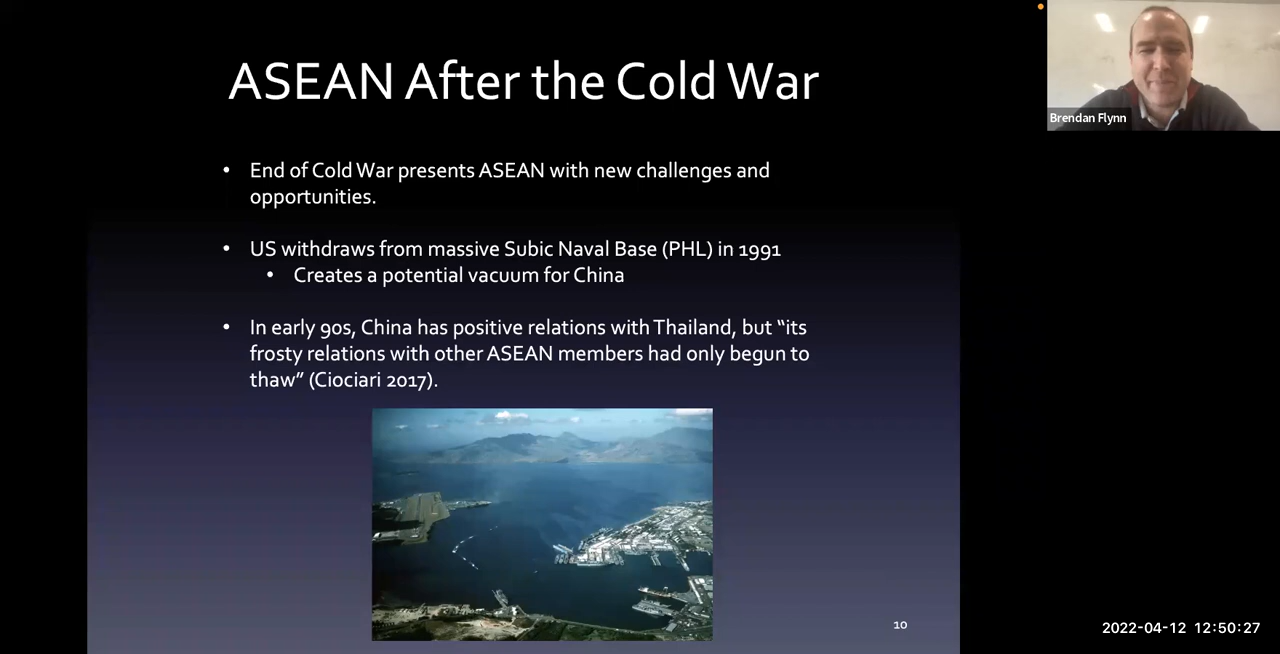 ASEAN After the Cold War
Brendan Flynn
• End of Cold War presents ASEAN with new challenges and
opportunities.
• US withdraws from massive Subic Naval Base (PHL) in 1991
• Creates a potential vacuum for China
• In early 90s, China has positive relations with Thailand, but “its
frosty relations with other ASEAN members had only begun to
thaw” (Ciociari 2017).
10
2022-04-12 12:50:27